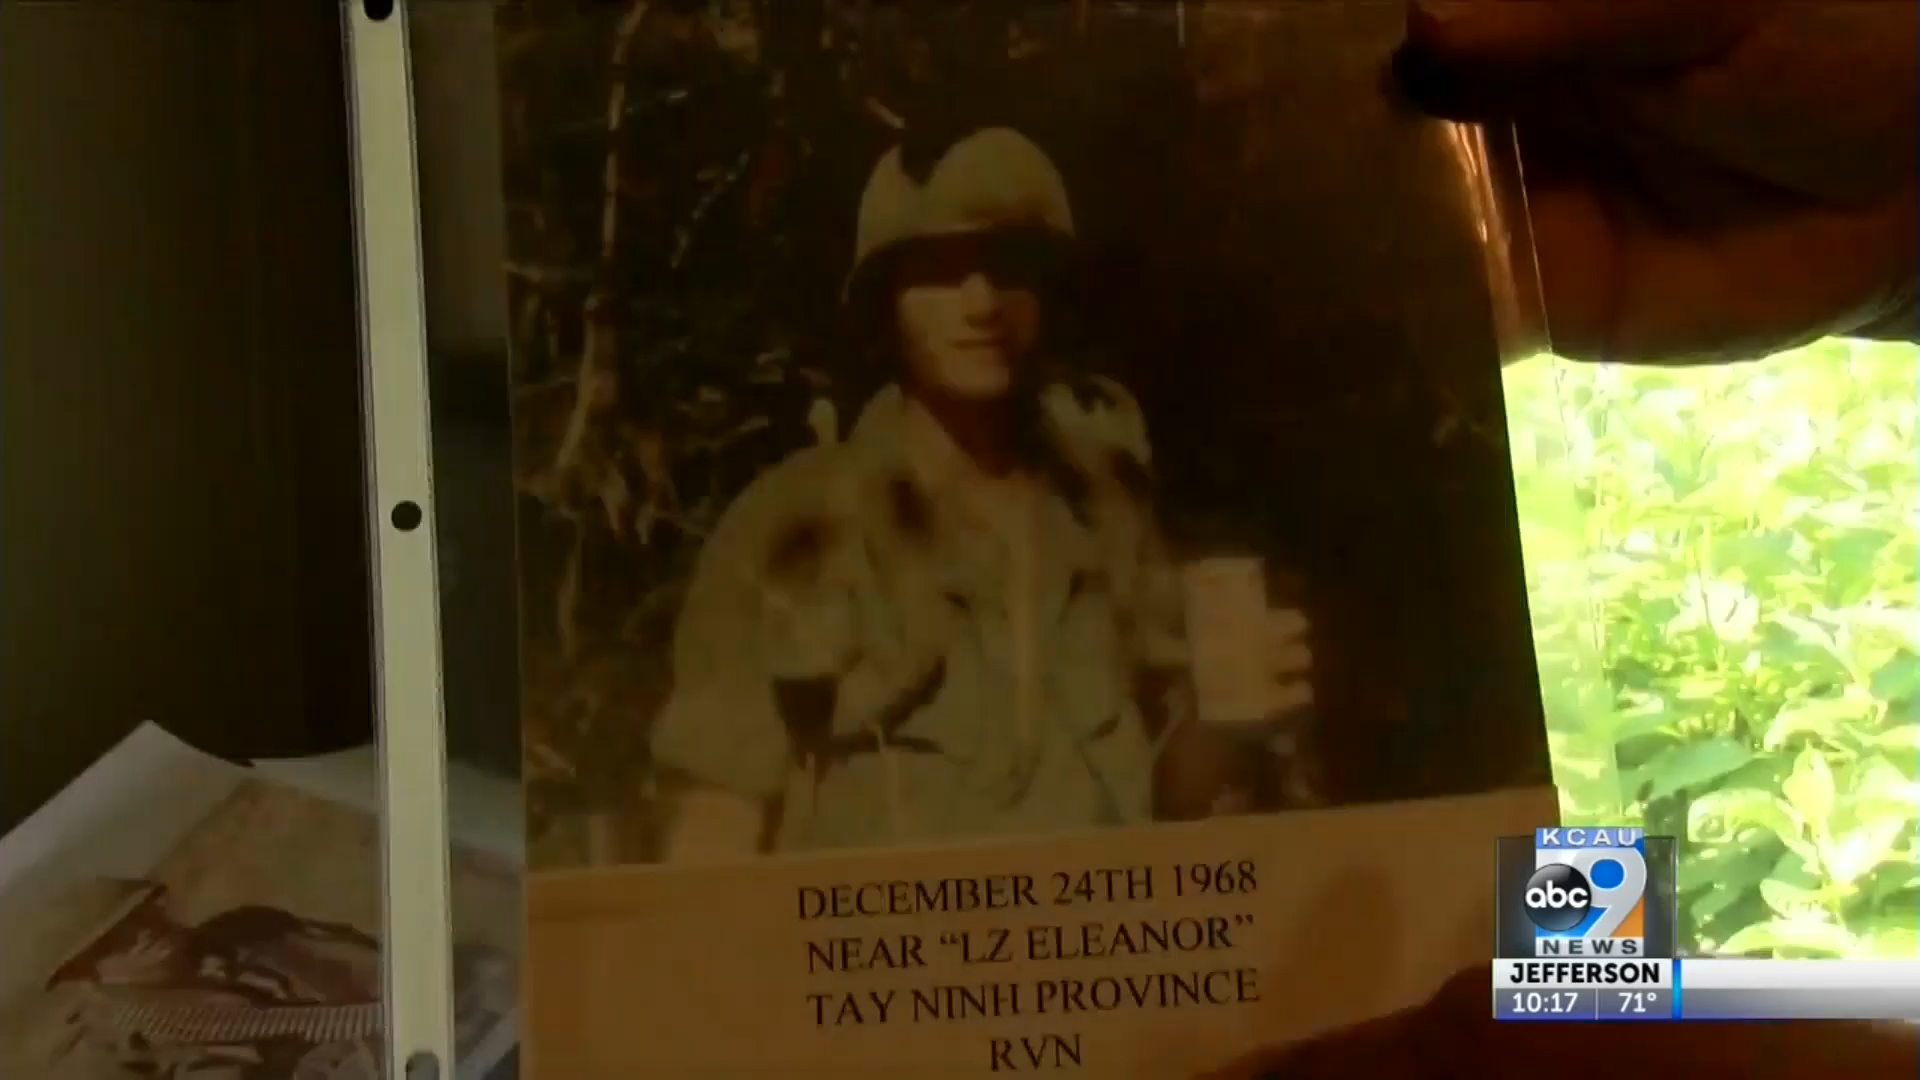 DECEMBER 24TH 1968
NEAR “LZ ELEANOR”
TAY NINH PROVINCE
RVN
KCAU
abc 9
NEWS
JEFFERSON
10:17 71°